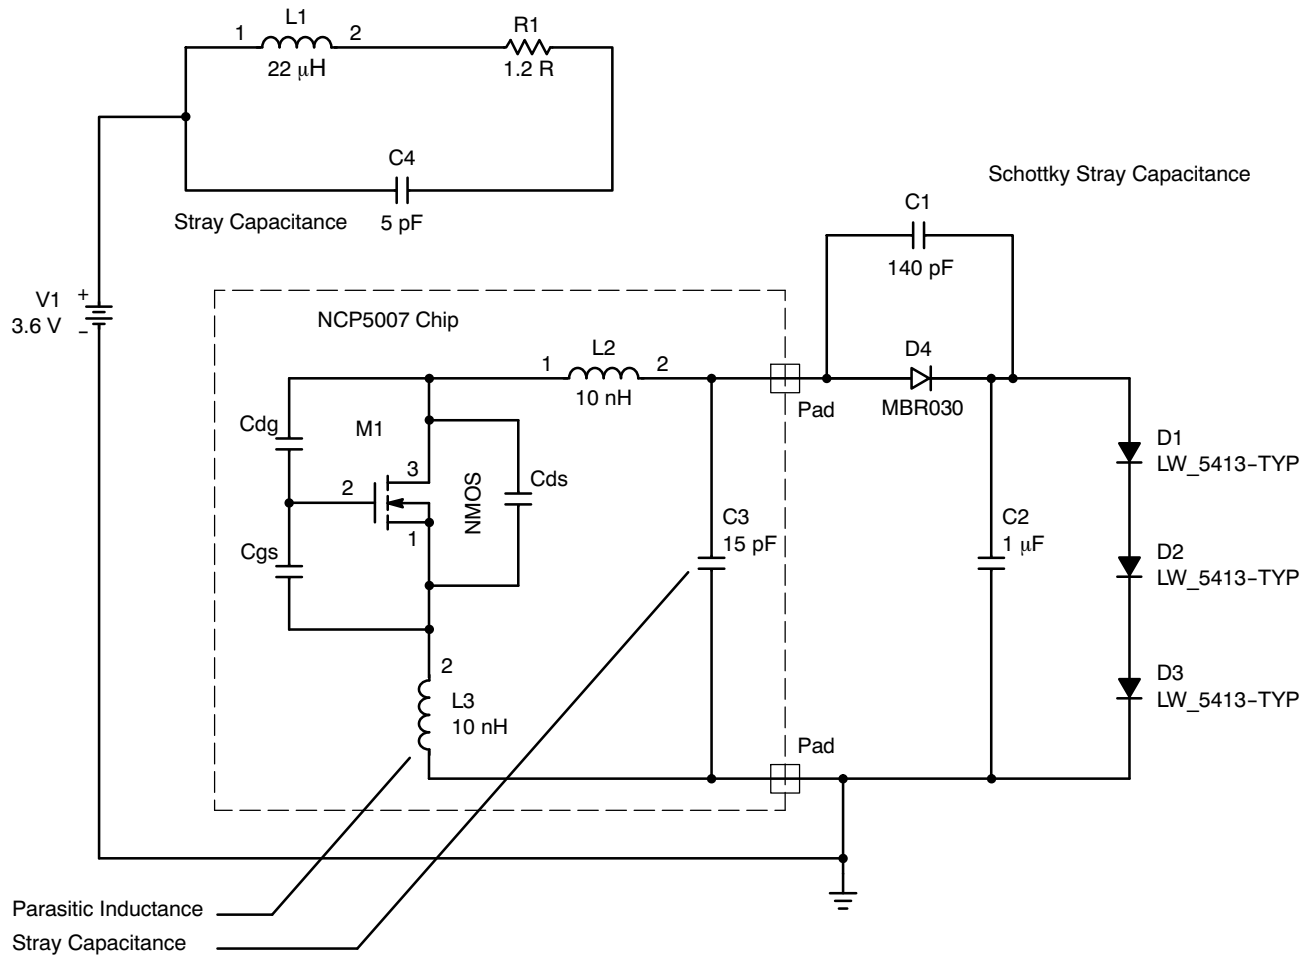 L1
1
2
22 μH
R1
1.2 R
C4
5 pF
Stray Capacitance
Schottky Stray Capacitance
C1
140 pF
V1
3.6 V
+
−
NCP5007 Chip
L2
1
2
10 nH
D4
MBR030
Pad
Cdg
M1
3
2
1
NMOS
Cds
Cgs
C3
15 pF
C2
1 μF
D1
LW_5413−TYP
D2
LW_5413−TYP
D3
LW_5413−TYP
2
L3
10 nH
Pad
Parasitic Inductance
Stray Capacitance